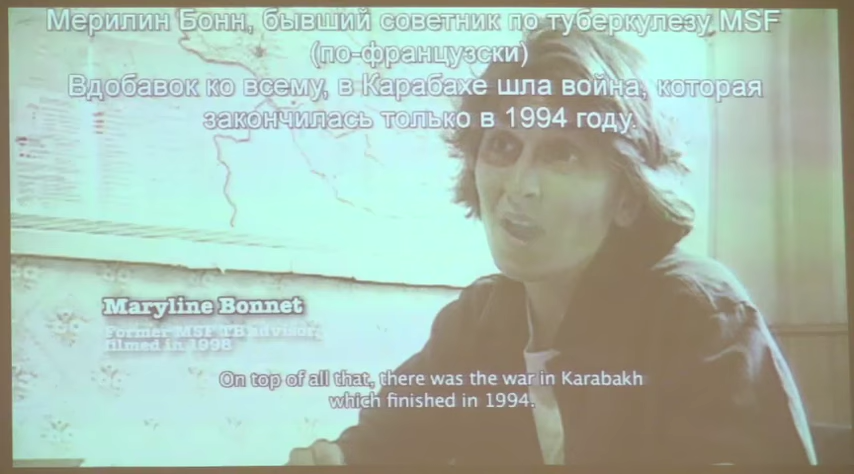 Мерилин Бонн, бывший советник по туберкулезу MSF
(по-французски)
Вдобавок ко всему, в Карабахе шла война, которая
закончилась только в 1994 году.
Maryline Bonnet
Former MSF TB advisor,
filmed in 1998
On top of all that, there was the war in Karabakh
which finished in 1994.